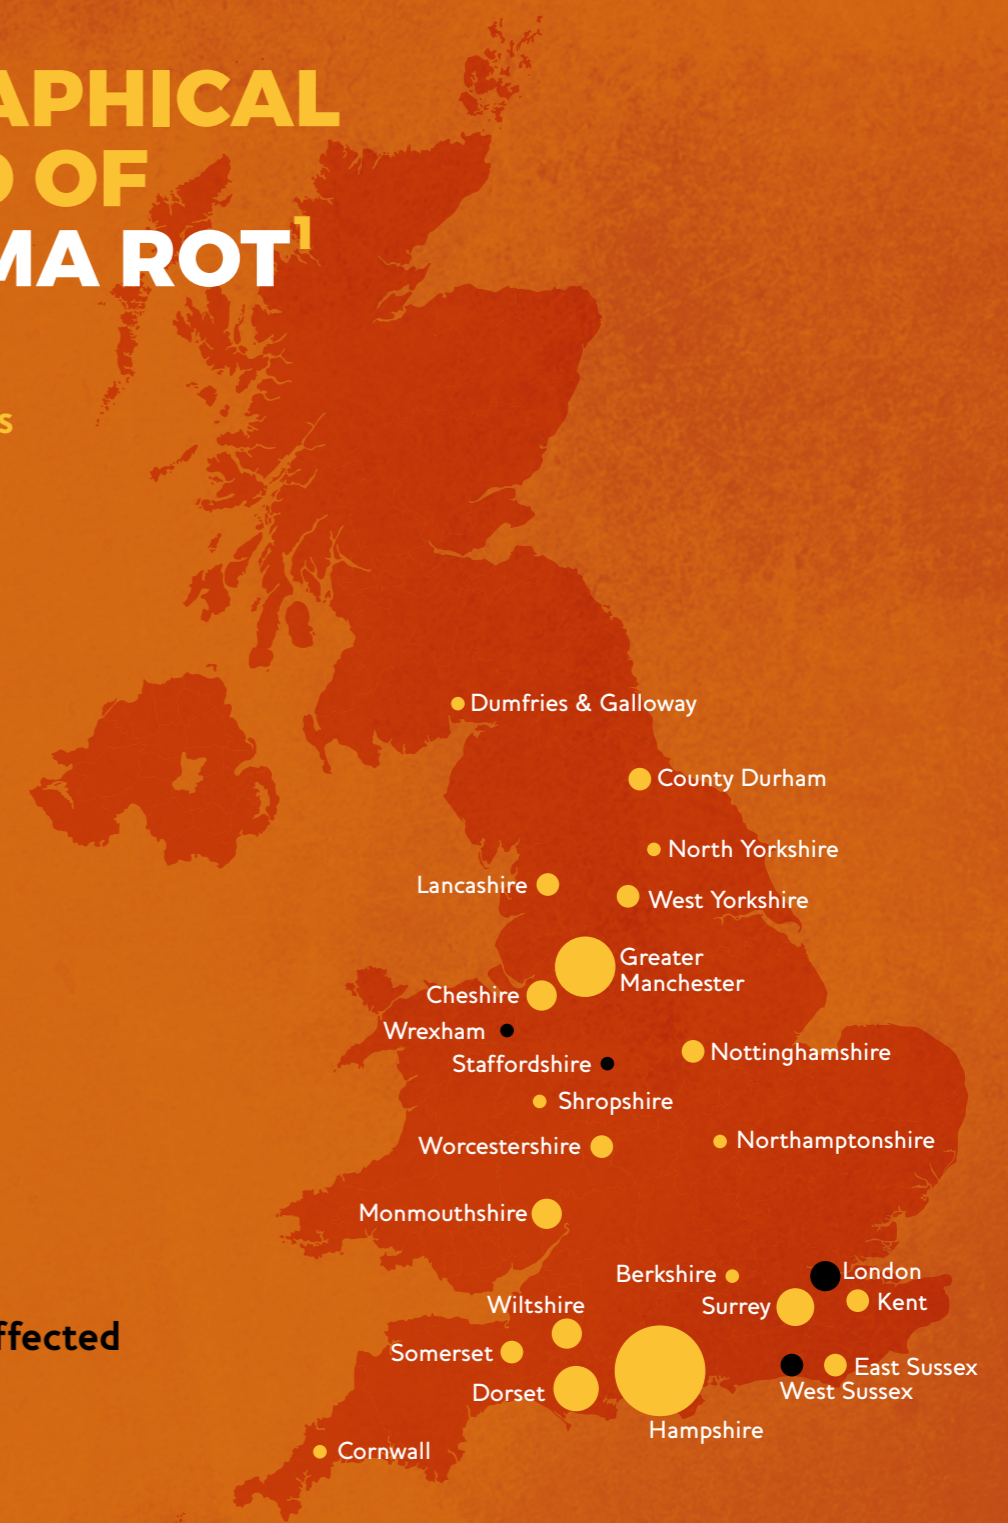 APHICAL
D OF
MA ROT1
s
Dumfries & Galloway
County Durham
North Yorkshire
Lancashire
West Yorkshire
Greater
Manchester
Cheshire
Wrexham
Staffordshire
Nottinghamshire
Shropshire
Northamptonshire
Worcestershire
Monmouthshire
London
Berkshire
Kent
Surrey
Wiltshire
Somerset
East Sussex
West Sussex
Dorset
Hampshire
ffected
Cornwall